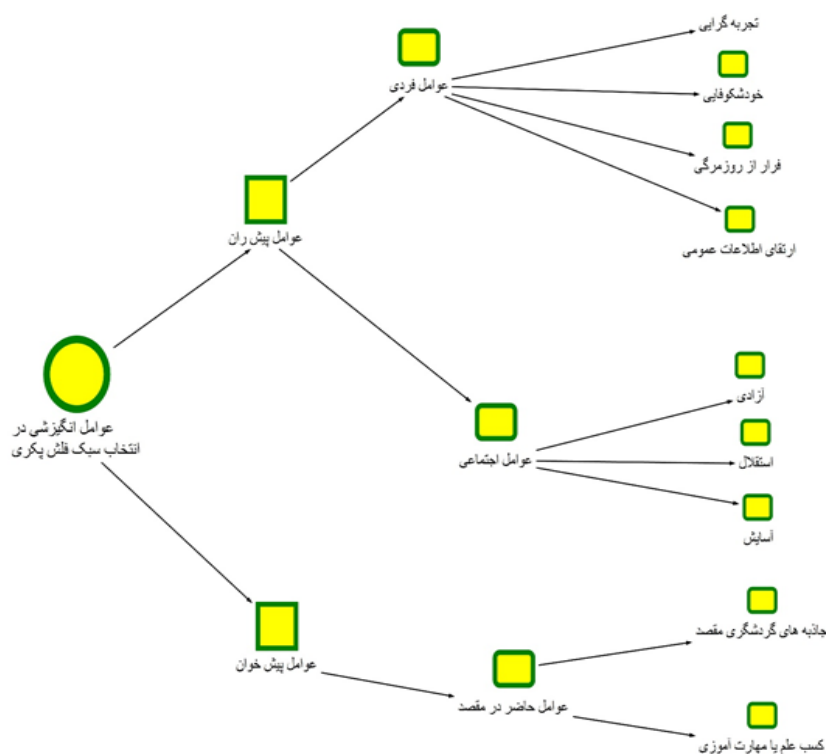 تجربه گرایی
عوامل فردی
خودشکوفایی
فرار از روزمرگی
عوامل پیش ران
ارتقای اطلاعات عمومی
آزادی
عوامل انگیزشی در
انتخاب سبک فلش پکری
عوامل اجتماعی
استقلال
آسایش
جاذبه های گردشگری مقصد
عوامل پیش خوان
عوامل حاضر در مقصد
کسب علم یا مهارت آموزی